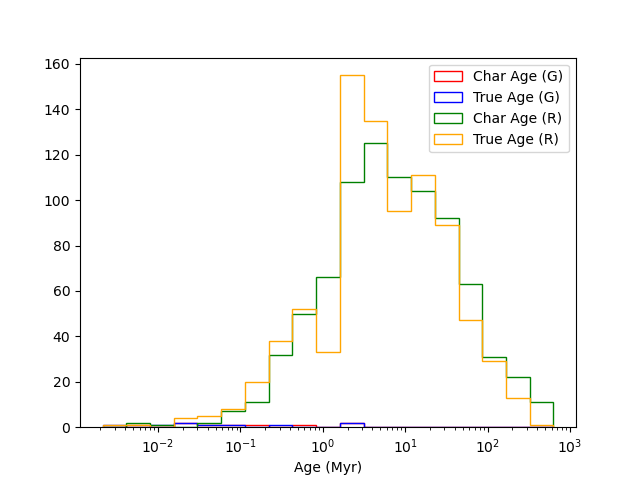 160
140
120
100
80
60
40
20
0
Char Age (G)
True Age (G)
Char Age (R)
True Age (R)
10⁻² 10⁻¹ 10⁰ 10¹ 10² 10³
Age (Myr)